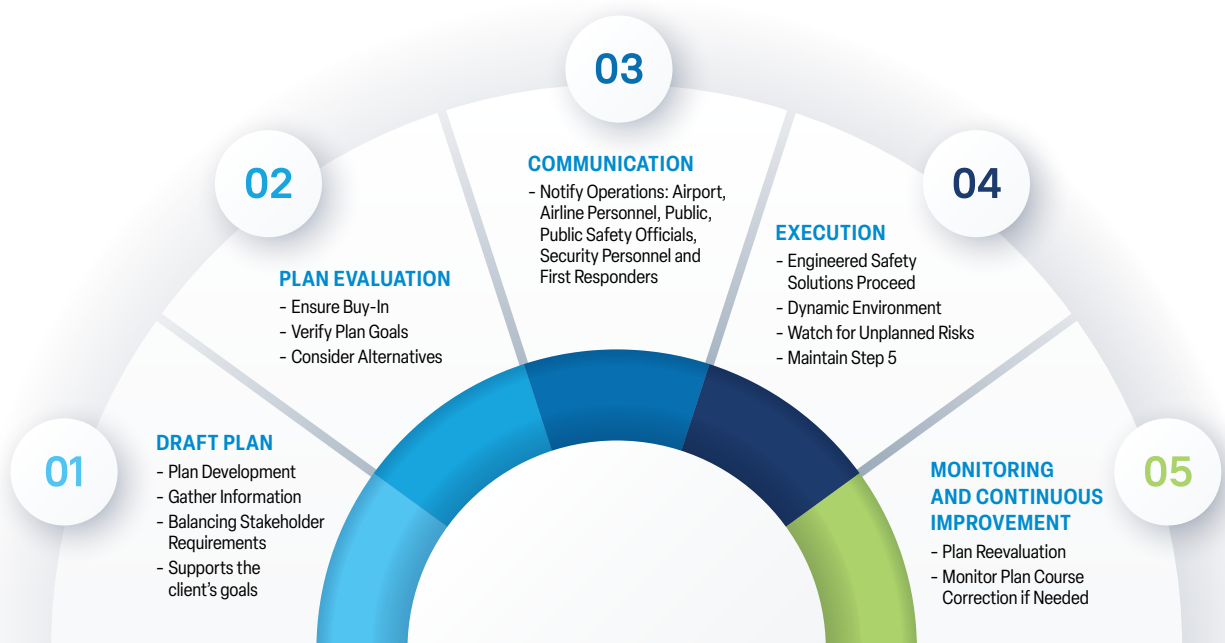 01
DRAFT PLAN
– Plan Development
– Gather Information
– Balancing Stakeholder
Requirements
– Supports the
client's goals
02
PLAN EVALUATION
– Ensure Buy-In
– Verify Plan Goals
– Consider Alternatives
03
COMMUNICATION
– Notify Operations: Airport,
Airline Personnel, Public,
Public Safety Officials,
Security Personnel and
First Responders
04
EXECUTION
– Engineered Safety
Solutions Proceed
– Dynamic Environment
– Watch for Unplanned Risks
– Maintain Step 5
05
MONITORING
AND CONTINUOUS
IMPROVEMENT
– Plan Reevaluation
– Monitor Plan Course
Correction if Needed